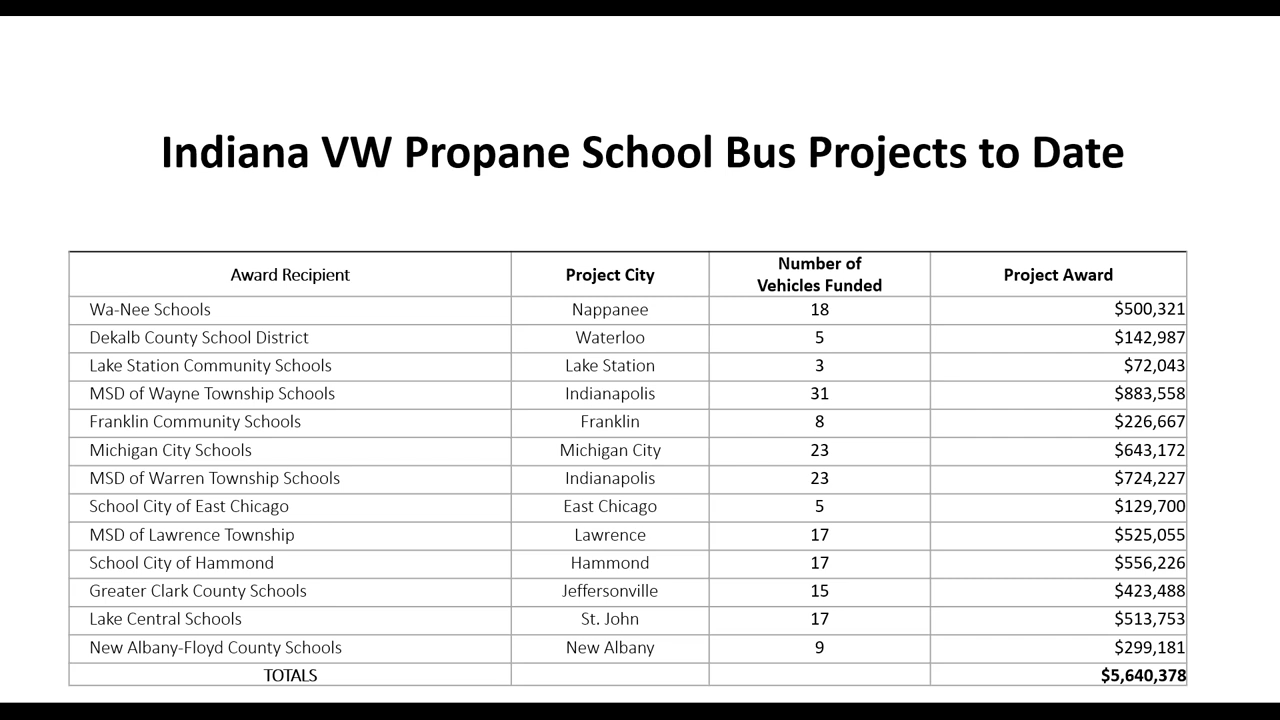 Indiana VW Propane School Bus Projects to Date
Award Recipient Project City Number of Vehicles Funded Project Award
Wa-Nee Schools Nappanee 18 $500,321
Dekalb County School District Waterloo 5 $142,987
Lake Station Community Schools Lake Station 3 $72,043
MSD of Wayne Township Schools Indianapolis 31 $883,558
Franklin Community Schools Franklin 8 $226,667
Michigan City Schools Michigan City 23 $643,172
MSD of Warren Township Schools Indianapolis 23 $724,227
School City of East Chicago East Chicago 5 $129,700
MSD of Lawrence Township Lawrence 17 $525,055
School City of Hammond Hammond 17 $556,226
Greater Clark County Schools Jeffersonville 15 $423,488
Lake Central Schools St. John 17 $513,753
New Albany-Floyd County Schools New Albany 9 $299,181
TOTALS $5,640,378